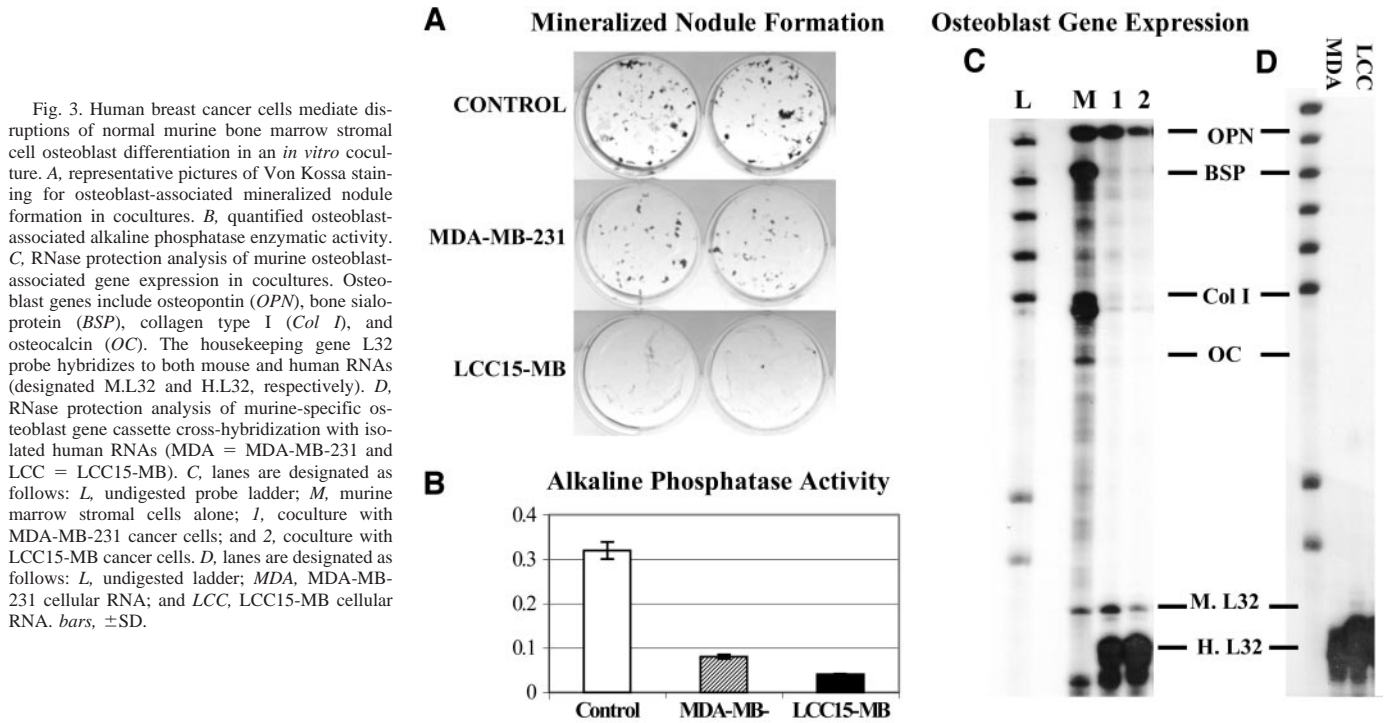 Fig. 3. Human breast cancer cells mediate dis-
ruptions of normal murine bone marrow stromal
cell osteoblast differentiation in an in vitro cocul-
ture. A, representative pictures of Von Kossa stain-
ing for osteoblast-associated mineralized nodule
formation in cocultures. B, quantified osteoblast-
associated alkaline phosphatase enzymatic activity.
C, RNase protection analysis of murine osteoblast-
associated gene expression in cocultures. Osteo-
blast genes include osteopontin (OPN), bone sialo-
protein (BSP), collagen type I (Col I), and
osteocalcin (OC). The housekeeping gene L32
probe hybridizes to both mouse and human RNAs
(designated M.L32 and H.L32, respectively). D,
RNase protection analysis of murine-specific os-
teoblast gene cassette cross-hybridization with iso-
lated human RNAs (MDA = MDA-MB-231 and
LCC = LCC15-MB). C, lanes are designated as
follows: L, undigested probe ladder; M, murine
marrow stromal cells alone; 1, coculture with
MDA-MB-231 cancer cells; and 2, coculture with
LCC15-MB cancer cells. D, lanes are designated as
follows: L, undigested ladder; MDA, MDA-MB-
231 cellular RNA; and LCC, LCC15-MB cellular
RNA. bars, ±SD.
A Mineralized Nodule Formation
CONTROL
MDA-MB-231
LCC15-MB
B Alkaline Phosphatase Activity
0.4
0.3
0.2
0.1
0
Control MDA-MB- LCC15-MB
Osteoblast Gene Expression
C
L M 1 2
OPN
BSP
Col I
OC
M. L32
H. L32
D
MDA
LCC